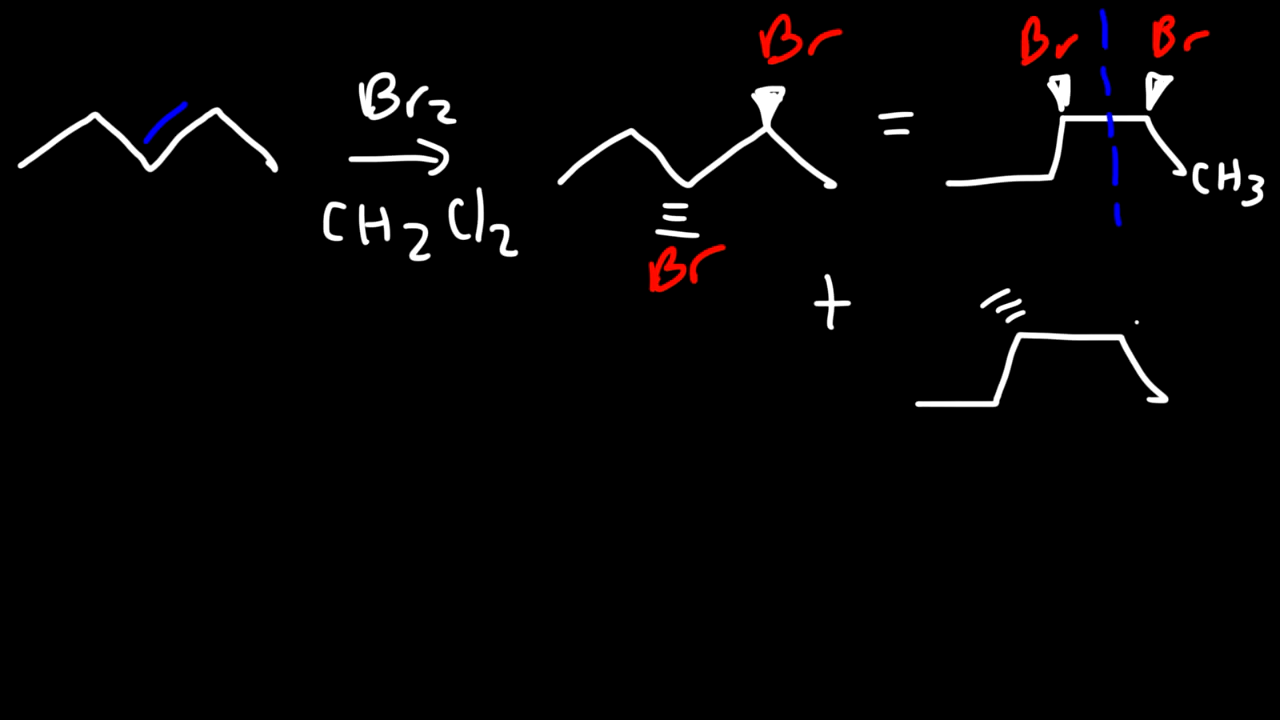 Br₂
CH₂Cl₂
Br
Br
=
Br Br
CH₃
+